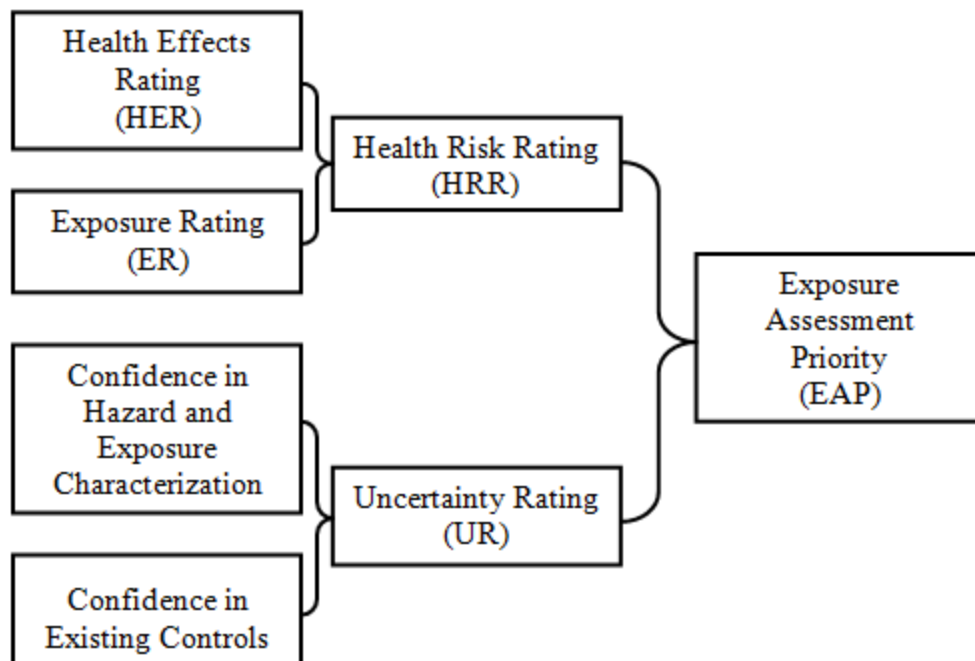 Health Effects
Rating
(HER)
Exposure Rating
(ER)
Health Risk Rating
(HRR)
Confidence in
Hazard and
Exposure
Characterization
Confidence in
Existing Controls
Uncertainty Rating
(UR)
Exposure
Assessment
Priority
(EAP)